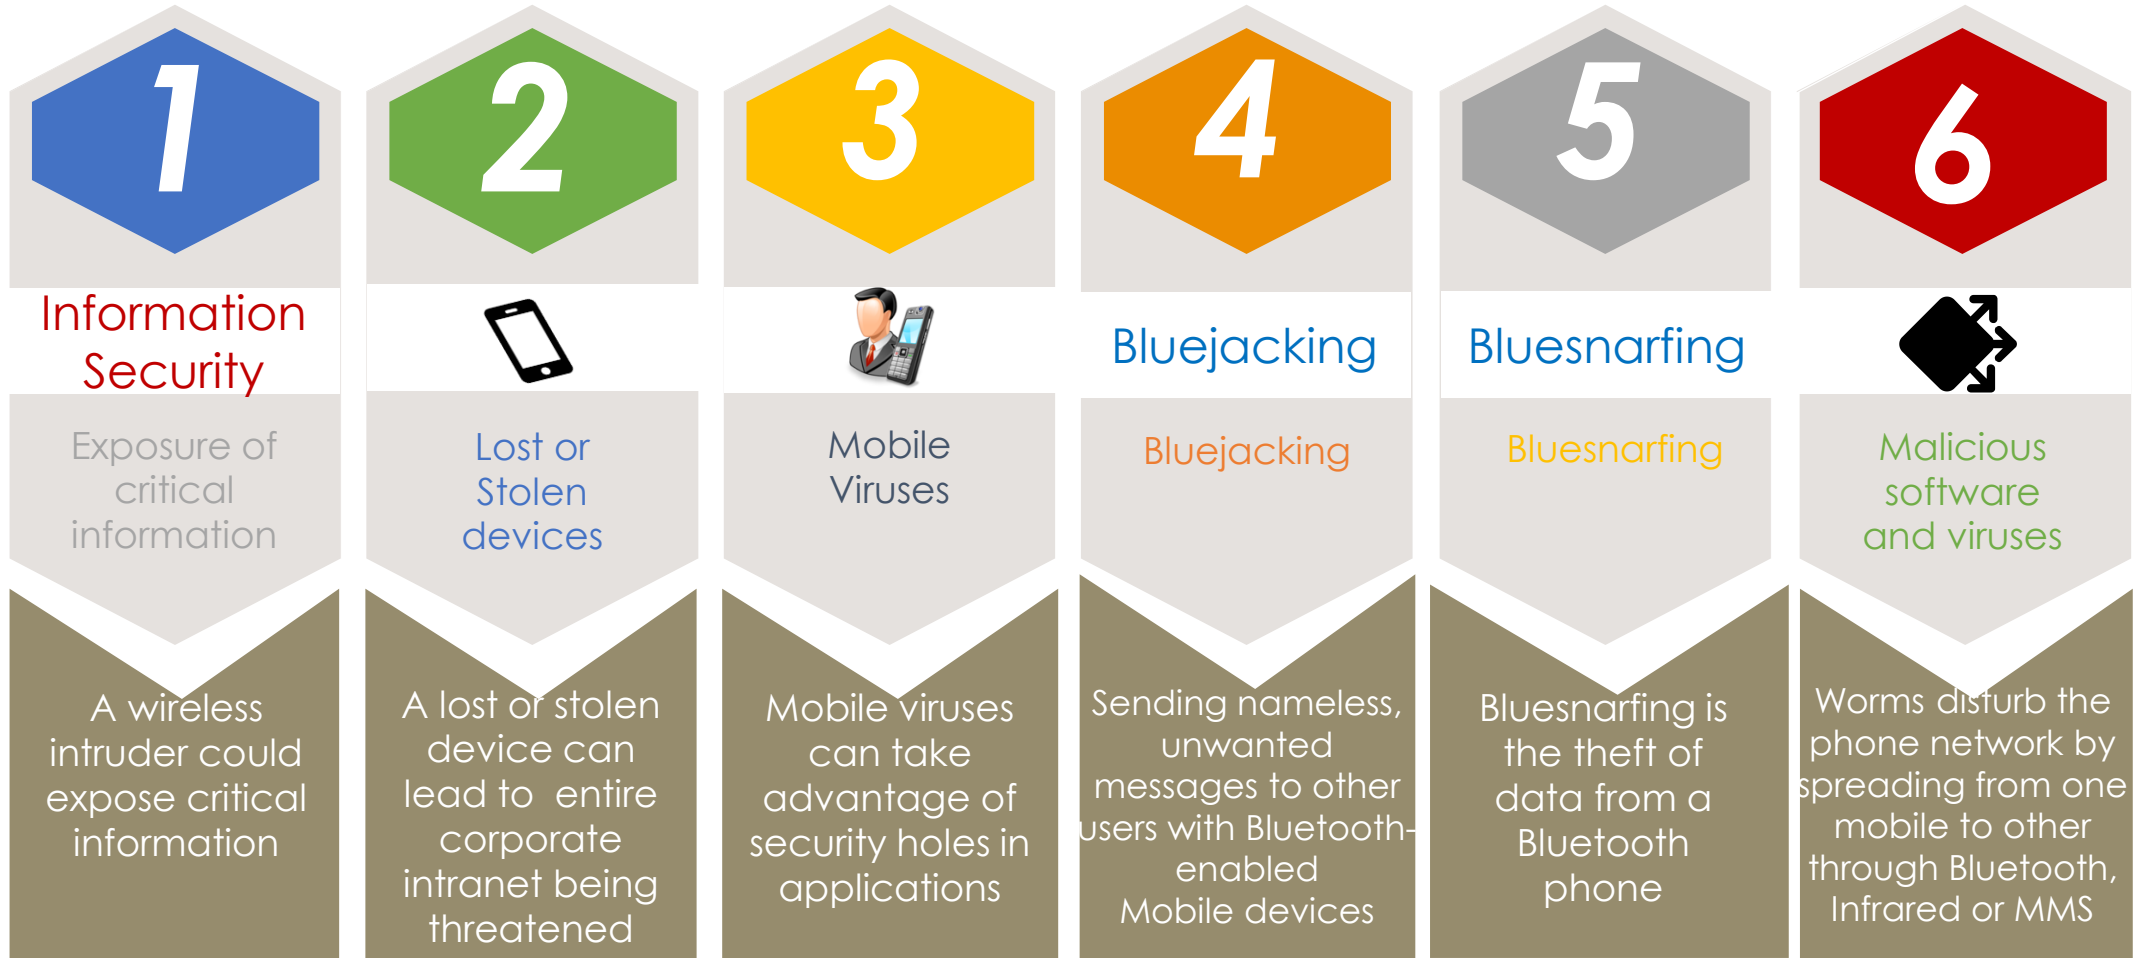 1
Information
Security
Exposure of
critical
information
A wireless
intruder could
expose critical
information
2
Lost or
Stolen
devices
A lost or stolen
device can
lead to  entire
corporate
intranet being
threatened
3
Mobile
Viruses
Mobile viruses
can take
advantage of
security holes in
applications
4
Bluejacking
Bluejacking
Sending nameless,
unwanted
messages to other
users with Bluetooth-
enabled
Mobile devices
5
Bluesnarfing
Bluesnarfing
Bluesnarfing is
the theft of
data from a
Bluetooth
phone
6
Malicious
software
and viruses
Worms disturb the
phone network by
spreading from one
mobile to other
through Bluetooth,
Infrared or MMS